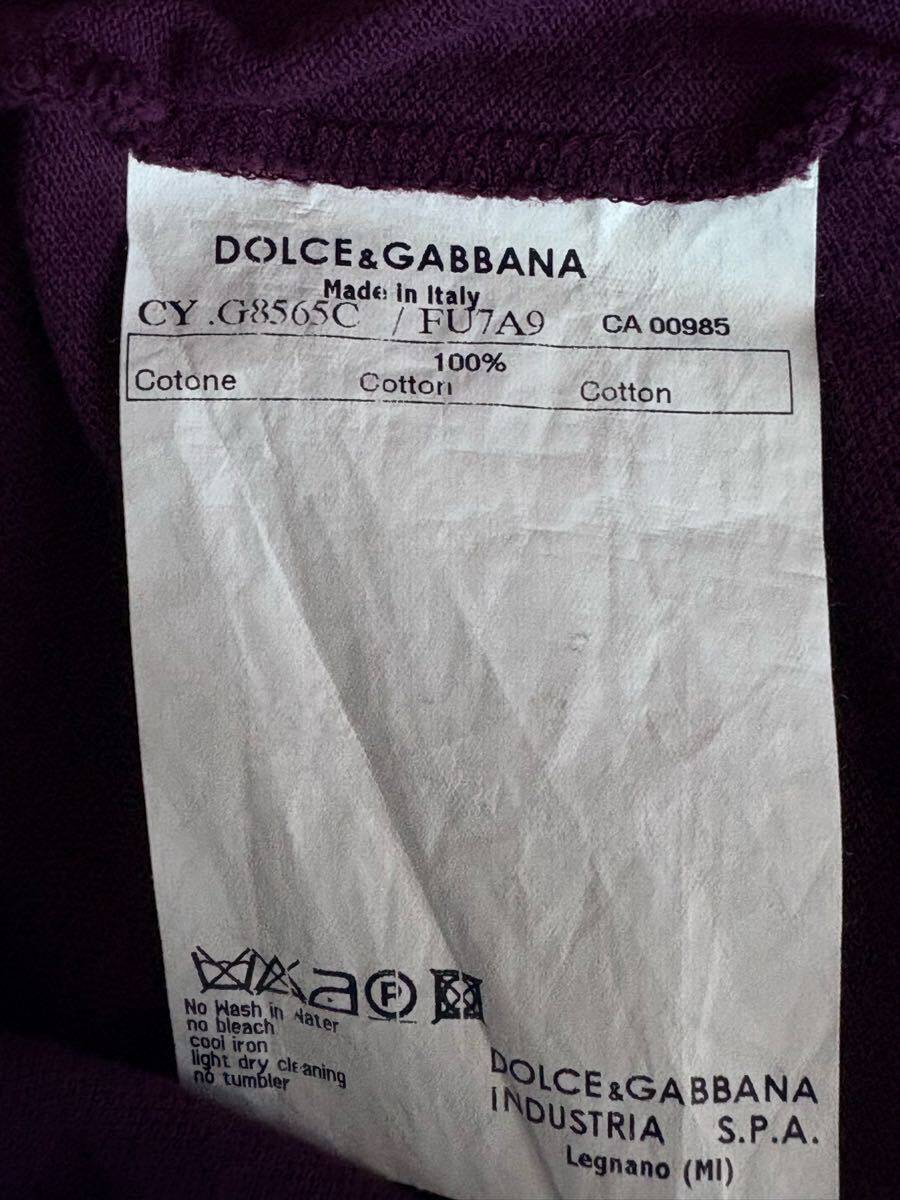 DOLCE&GABBANA
Made in Italy
CY .G8565C / FU7A9 CA 00985
100%
Cotone Cotton Cotton
F
No Wash in Water
no bleach
cool iron
light dry cleaning
no tumbler
DOLCE&GABBANA
INDUSTRIA S.P.A.
Legnano (MI)